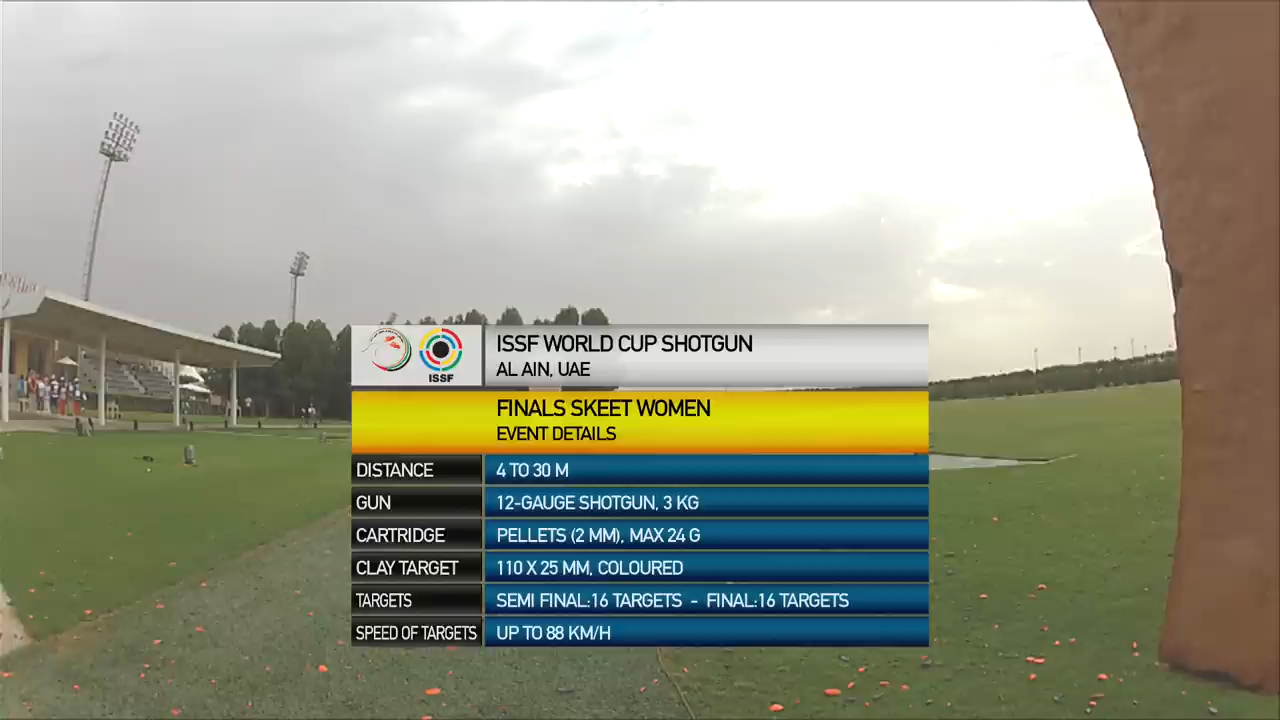 ISSF
ISSF WORLD CUP SHOTGUN
AL AIN, UAE
FINALS SKEET WOMEN
EVENT DETAILS
DISTANCE 4 TO 30 M
GUN 12-GAUGE SHOTGUN, 3 KG
CARTRIDGE PELLETS (2 MM), MAX 24 G
CLAY TARGET 110 X 25 MM, COLOURED
TARGETS SEMI FINAL:16 TARGETS - FINAL:16 TARGETS
SPEED OF TARGETS UP TO 88 KM/H